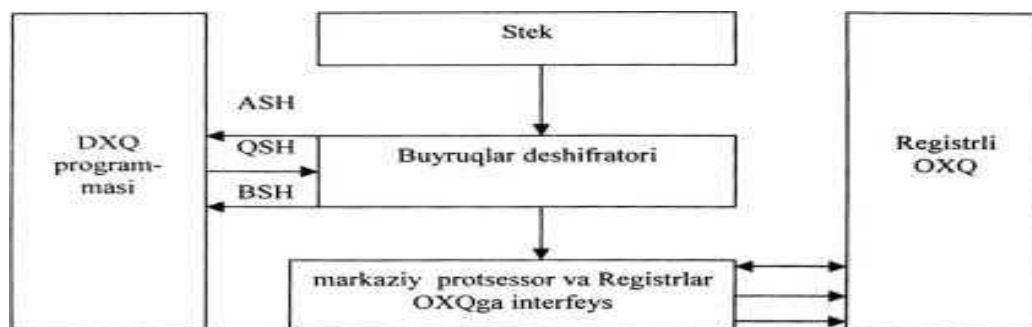 Stek
ASH
DXQ
program-
masi
QSH
BSH
Buyruqlar deshifratori
Registrli
OXQ
markaziy protsessor va Registrlar
OXQga interfeys